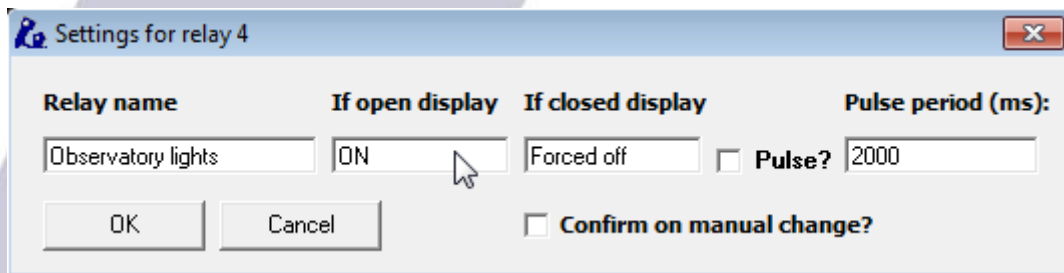 Settings for relay 4
Relay name If open display If closed display Pulse period (ms):
Observatory lights ON Forced off Pulse? 2000
OK Cancel Confirm on manual change?